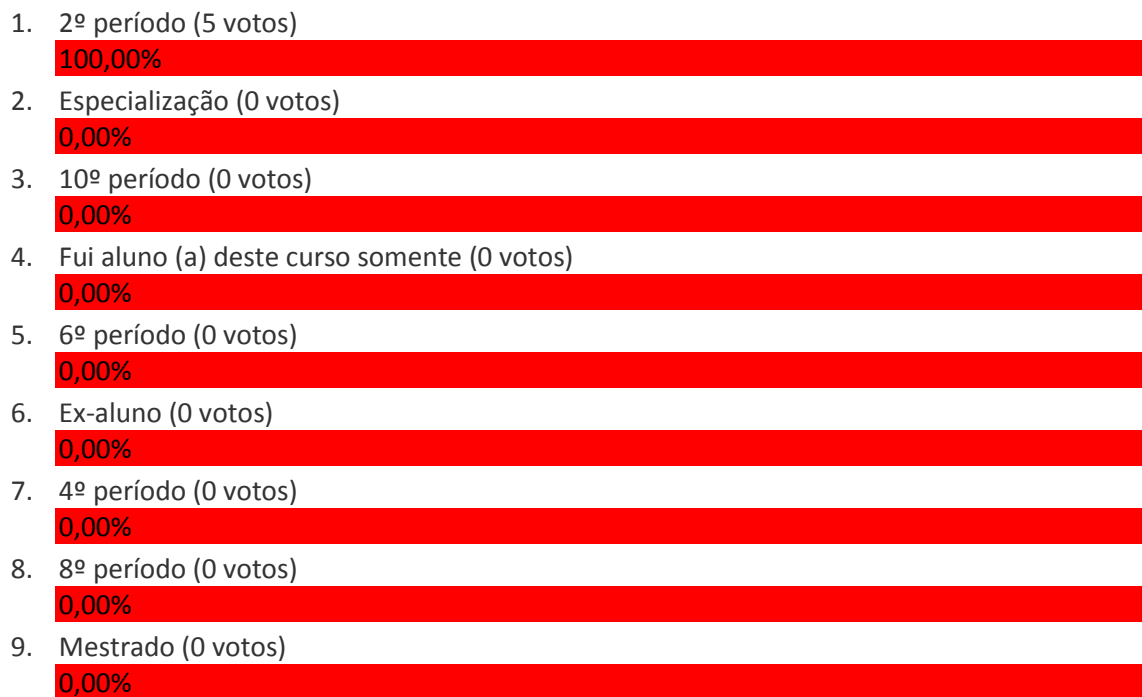 1. 2º período (5 votos)
100,00%
2. Especialização (0 votos)
0,00%
3. 10º período (0 votos)
0,00%
4. Fui aluno (a) deste curso somente (0 votos)
0,00%
5. 6º período (0 votos)
0,00%
6. Ex-aluno (0 votos)
0,00%
7. 4º período (0 votos)
0,00%
8. 8º período (0 votos)
0,00%
9. Mestrado (0 votos)
0,00%